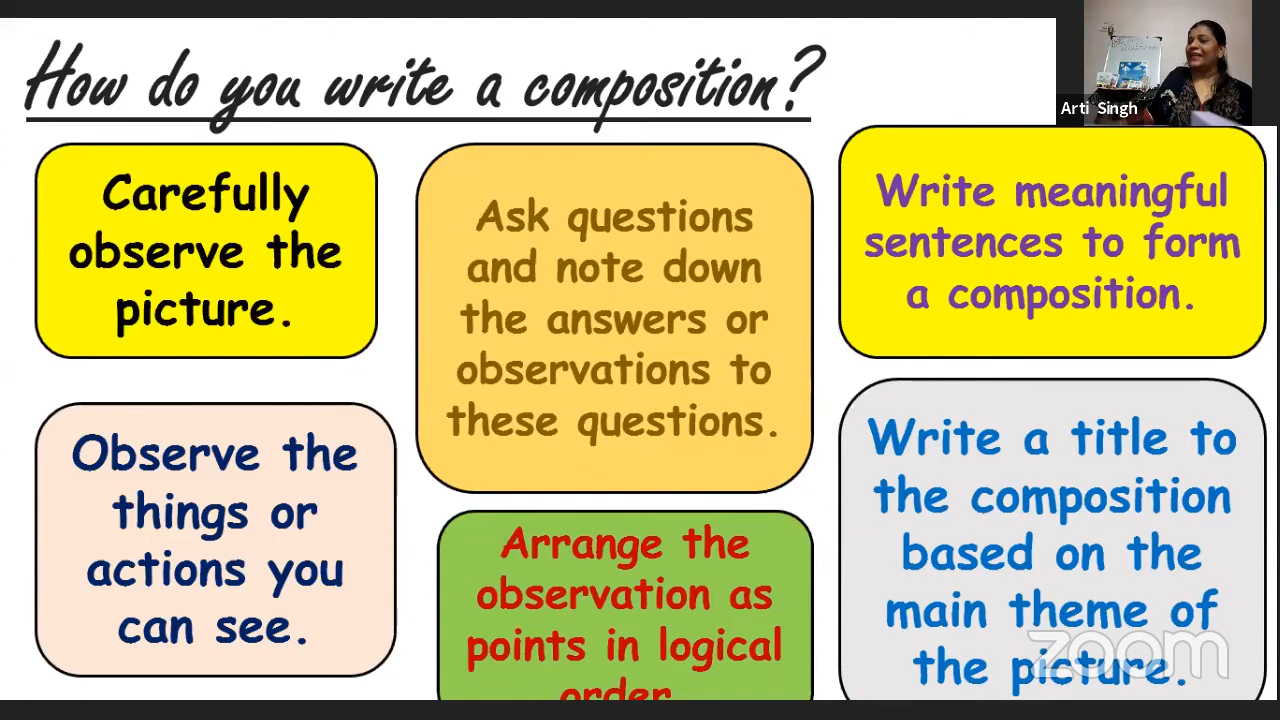 How do you write a composition?
Arti Singh
Carefully
observe the
picture.
Observe the
things or
actions you
can see.
Ask questions
and note down
the answers or
observations to
these questions.
Arrange the
observation as
points in logical
order
Write meaningful
sentences to form
a composition.
Write a title to
the composition
based on the
main theme of
the picture.
zoom